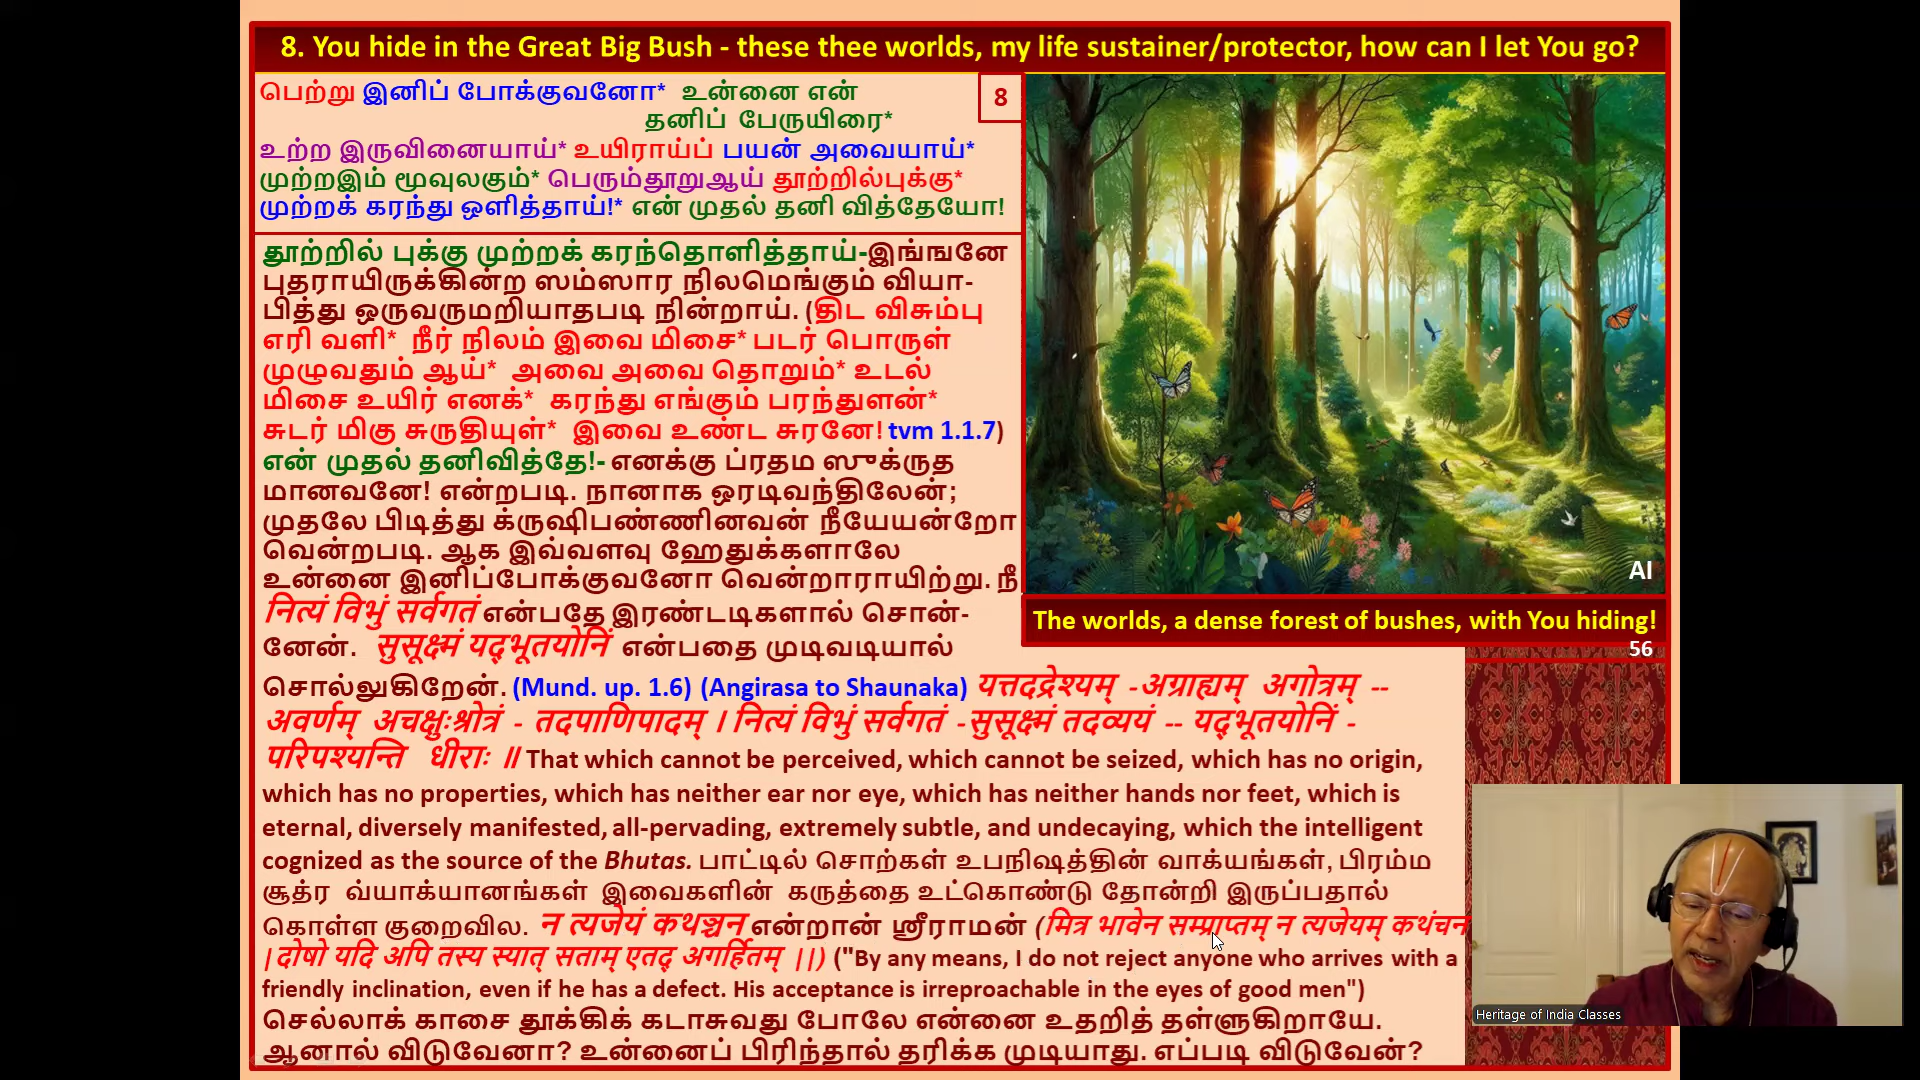 8. You hide in the Great Big Bush - these thee worlds, my life sustainer/protector, how can I let You go?
பெற்று இனிப் போக்குவனோ* உன்னை என்
தனிப் பேருயிரை*
8
உற்ற இருவினையாய்* உயிராய்ப் பயன் அவையாய்*
முற்றஇம் மூவுலகும்* பெரும்தூறுஆய் தூற்றில்புக்கு*
முற்றக் கரந்து ஒளித்தாய்!* என் முதல் தனி வித்தேயோ!
தூற்றில் புக்கு முற்றக் கரந்தொளித்தாய்-இங்ஙனே
புதராயிருக்கின்ற ஸம்ஸார நிலமெங்கும் வியா-
பித்து ஒருவருமறியாதபடி நின்றாய். (திட விசும்பு
எரி வளி* நீர் நிலம் இவை மிசை* படர் பொருள்
முழுவதும் ஆய்* அவை அவை தொறும்* உடல்
மிசை உயிர் எனக்* கரந்து எங்கும் பரந்துளன்*
சுடர் மிகு சுருதியுள்* இவை உண்ட சுரனே! tvm 1.1.7)
என் முதல் தனிவித்தே!- எனக்கு ப்ரதம ஸுக்ருத
மானவனே! என்றபடி. நானாக ஒரடிவந்திலேன்;
முதலே பிடித்து க்ருஷிபண்ணினவன் நீயேயன்றோ
வென்றபடி. ஆக இவ்வளவு ஹேதுக்களாலே
உன்னை இனிப்போக்குவனோ வென்றாராயிற்று. நீ
नित्यं विभुं सर्वगतं என்பதே இரண்டடிகளால் சொன்-
னேன். सुसूक्ष्मं यद्भूतयोनिं என்பதை முடிவடியால்
சொல்லுகிறேன். (Mund. up. 1.6) (Angirasa to Shaunaka) यत्तदद्रेश्यम् -अग्राह्यम् अगोत्रम् --
अवर्णम् अचक्षुःश्रोत्रं - तदपाणिपादम् । नित्यं विभुं सर्वगतं -सुसूक्ष्मं तदव्ययं -- यद्भूतयोनिं -
परिपश्यन्ति धीराः ॥ That which cannot be perceived, which cannot be seized, which has no origin,
which has no properties, which has neither ear nor eye, which has neither hands nor feet, which is
eternal, diversely manifested, all-pervading, extremely subtle, and undecaying, which the intelligent
cognized as the source of the Bhutas. பாட்டில் சொற்கள் உபநிஷத்தின் வாக்யங்கள், பிரம்ம
சூத்ர வ்யாக்யானங்கள் இவைகளின் கருத்தை உட்கொண்டு தோன்றி இருப்பதால்
கொள்ள குறைவில. न त्यजेयं कथञ्चन என்றான் ஸ்ரீராமன் (मित्र भावेन सम्प्राप्तम् न त्यजेयम् कथंचन
| दोषो यदि अपि तस्य स्यात् सताम् एतद् अगर्हितम् ||) ("By any means, I do not reject anyone who arrives with a
friendly inclination, even if he has a defect. His acceptance is irreproachable in the eyes of good men")
செல்லாக் காசை தூக்கிக் கடாசுவது போலே என்னை உதறித் தள்ளுகிறாயே.
ஆனால் விடுவேனா? உன்னைப் பிரிந்தால் தரிக்க முடியாது. எப்படி விடுவேன்?
AI
The worlds, a dense forest of bushes, with You hiding!
56
Heritage of India Classes